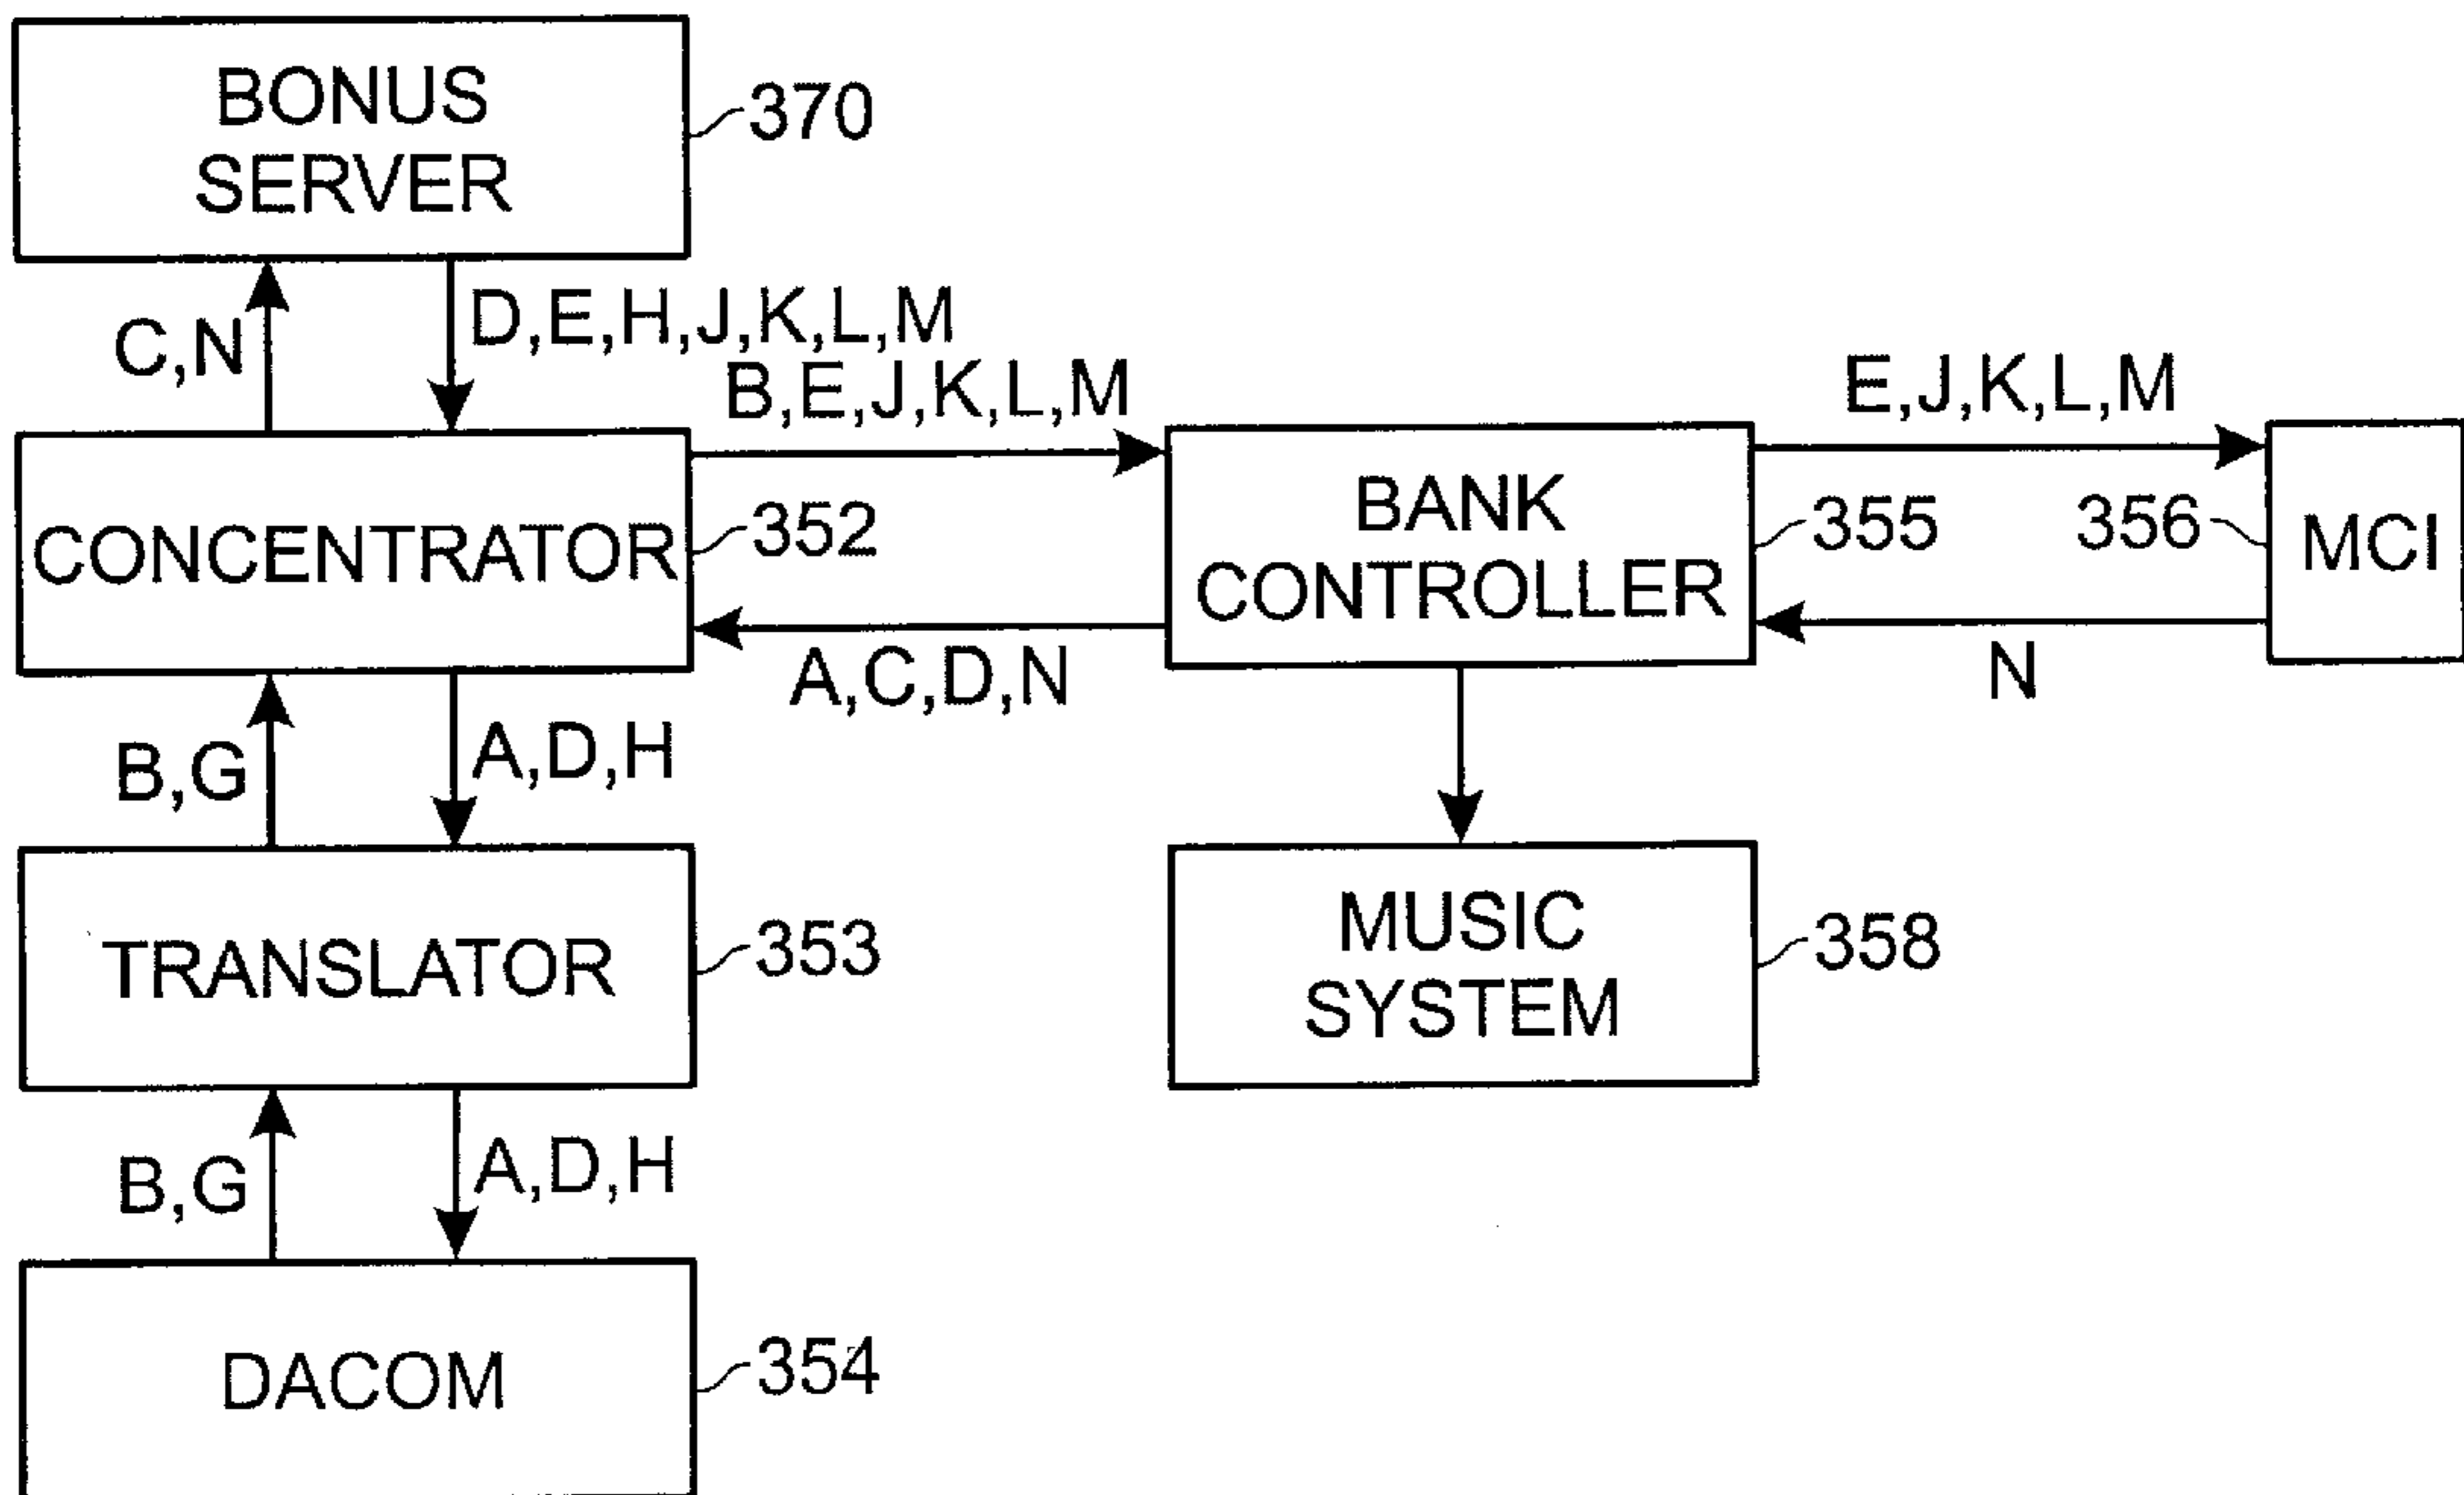 BONUS
SERVER
370
C,N
D,E,H,J,K,L,M
B,E,J,K,L,M
E,J,K,L,M
CONCENTRATOR
352
BANK
CONTROLLER
355
356
MCI
A,C,D,N
N
B,G
A,D,H
TRANSLATOR
353
MUSIC
SYSTEM
358
B,G
A,D,H
DACOM
354